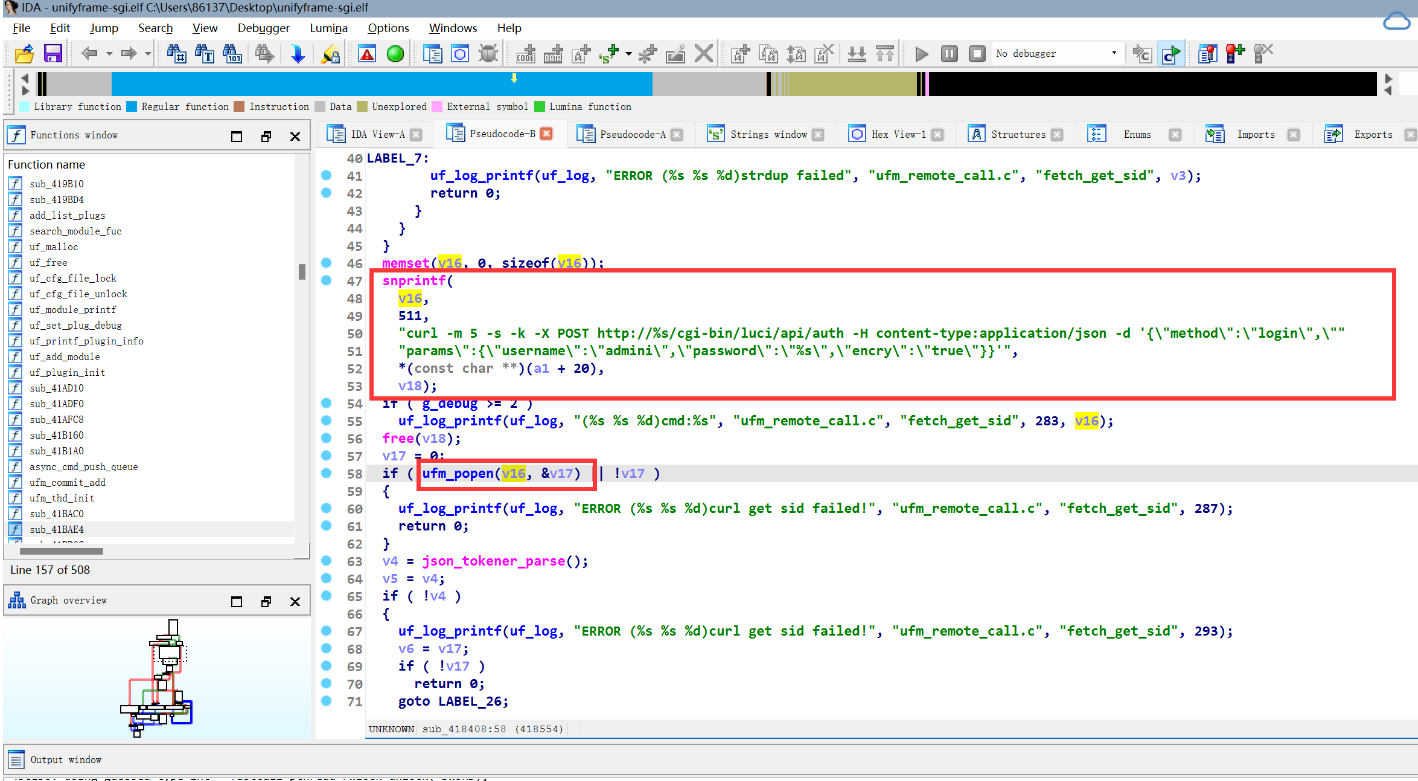 IDA - unifyframe-sgi.elf C:\Users\86137\Desktop\unifyframe-sgi.elf
File Edit Jump Search View Debugger Lumina Options Windows Help
No debugger
Library function Regular function Instruction Data Unexplored External symbol Lumina function
Functions window
IDA View-A Pseudocode-B Pseudocode-A Strings window Hex View-1 Structures Enums Imports Exports
Function name
sub_419B10
sub_419BD4
add_list_plugs
search_module_fuc
uf_malloc
uf_free
uf_cfg_file_lock
uf_cfg_file_unlock
uf_module_printf
uf_set_plug_debug
uf_printf_plugin_info
uf_add_module
uf_plugin_init
sub_41AD10
sub_41ADF0
sub_41AFC8
sub_41B160
sub_41B1A0
async_cmd_push_queue
ufm_commit_add
ufm_thd_init
sub_41BAC0
sub_41BAE4
Line 157 of 508
Graph overview
40 LABEL_7:
41 uf_log_printf(uf_log, "ERROR (%s %s %d)strdup failed", "ufm_remote_call.c", "fetch_get_sid", v3);
42 return 0;
43 }
44 }
45 }
46 memset(v16, 0, sizeof(v16));
47 snprintf(
48 v16,
49 511,
50 "curl -m 5 -s -k -X POST http://%s/cgi-bin/luci/api/auth -H content-type:application/json -d '{\"method\":\"login\",\""
51 "params\":{\"username\":\"admini\",\"password\":\"%s\",\"encry\":\"true\"}}'",
52 *(const char **)(a1 + 20),
53 v18);
54 if ( g_debug >= 2 )
55 uf_log_printf(uf_log, "(%s %s %d)cmd:%s", "ufm_remote_call.c", "fetch_get_sid", 283, v16);
56 free(v18);
57 v17 = 0;
58 if ( ufm_popen(v16, &v17) || !v17 )
59 {
60 uf_log_printf(uf_log, "ERROR (%s %s %d)curl get sid failed!", "ufm_remote_call.c", "fetch_get_sid", 287);
61 return 0;
62 }
63 v4 = json_tokener_parse();
64 v5 = v4;
65 if ( !v4 )
66 {
67 uf_log_printf(uf_log, "ERROR (%s %s %d)curl get sid failed!", "ufm_remote_call.c", "fetch_get_sid", 293);
68 v6 = v17;
69 if ( !v17 )
70 return 0;
71 goto LABEL_26;
UNKNOWN sub_418408:58 (418554)
Output window